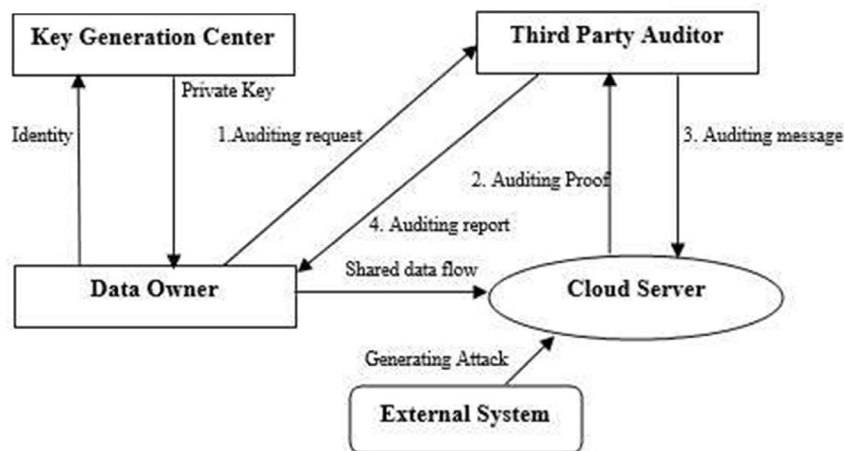 Key Generation Center
Third Party Auditor
Private Key
Identity
1.Auditing request
3. Auditing message
2. Auditing Proof
4. Auditing report
Shared data flow
Data Owner
Cloud Server
Generating Attack
External System